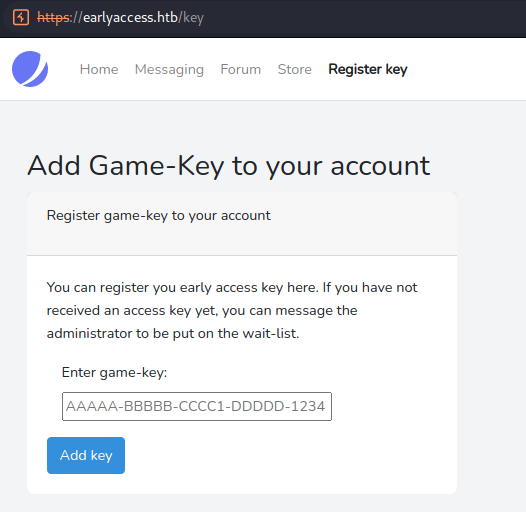 https://earlyaccess.htb/key
Home Messaging Forum Store Register key
Add Game-Key to your account
Register game-key to your account
You can register you early access key here. If you have not
received an access key yet, you can message the
administrator to be put on the wait-list.
Enter game-key:
AAAAA-BBBBB-CCCC1-DDDDD-1234
Add key